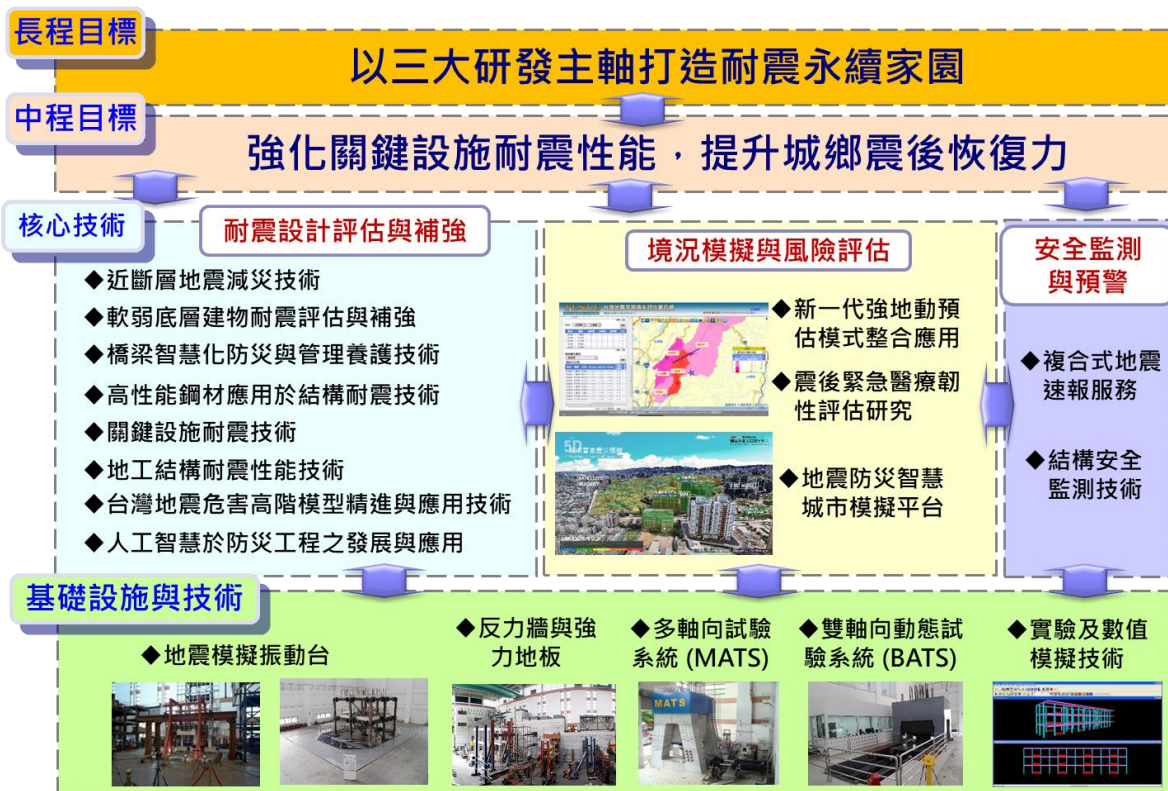 長程目標
以三大研發主軸打造耐震永續家園
中程目標
強化關鍵設施耐震性能，提升城鄉震後恢復力
核心技術
耐震設計評估與補強
◆近斷層地震減災技術
◆軟弱底層建物耐震評估與補強
◆橋梁智慧化防災與管理養護技術
◆高性能鋼材應用於結構耐震技術
◆關鍵設施耐震技術
◆地工結構耐震性能技術
◆台灣地震危害高階模型精進與應用技術
◆人工智慧於防災工程之發展與應用
境況模擬與風險評估
◆新一代強地動預
估模式整合應用
◆震後緊急醫療韌
性評估研究
5D
◆地震防災智慧
城市模擬平台
安全監測
與預警
◆複合式地震
速報服務
◆結構安全
監測技術
基礎設施與技術
◆地震模擬振動台
◆反力牆與強
力地板
◆多軸向試驗
系統 (MATS)
MATS
◆雙軸向動態試
驗系統 (BATS)
◆實驗及數值
模擬技術